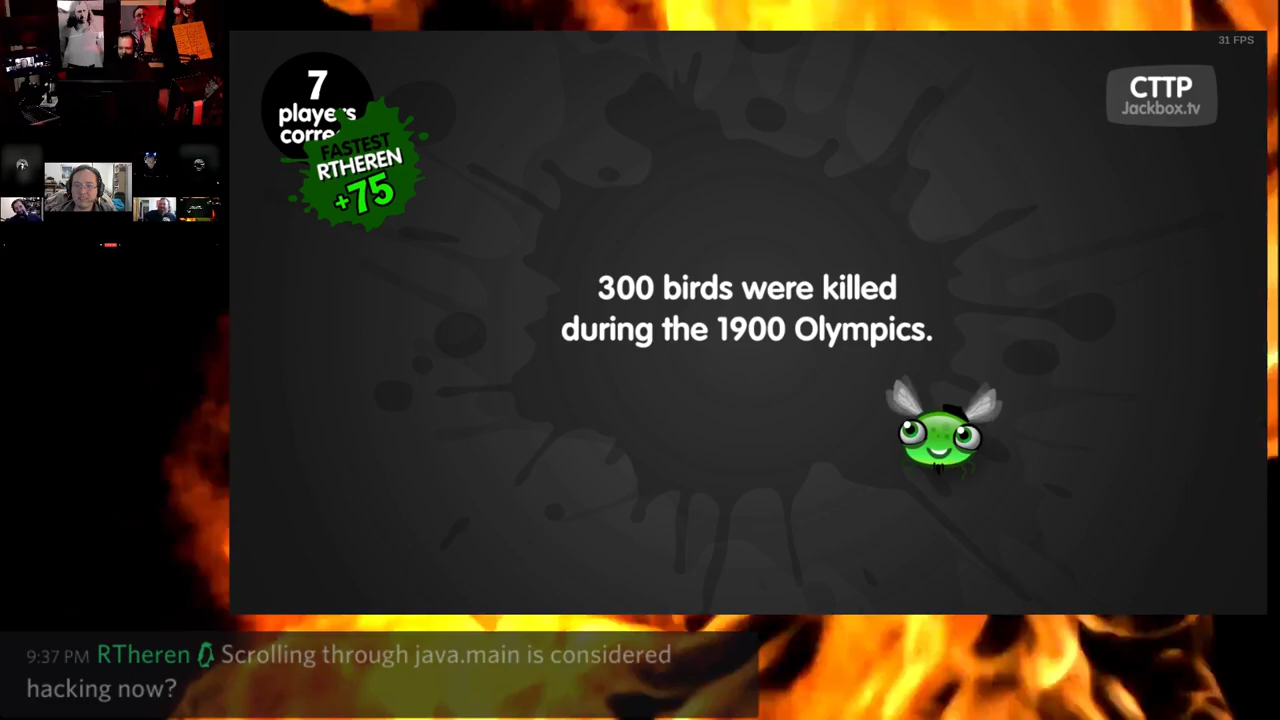 31 FPS
7
players
corre
FASTEST
RTHEREN
+75
CTTP
Jackbox.tv
300 birds were killed
during the 1900 Olympics.
9:37 PM RTheren Scrolling through java.main is considered
hacking now?